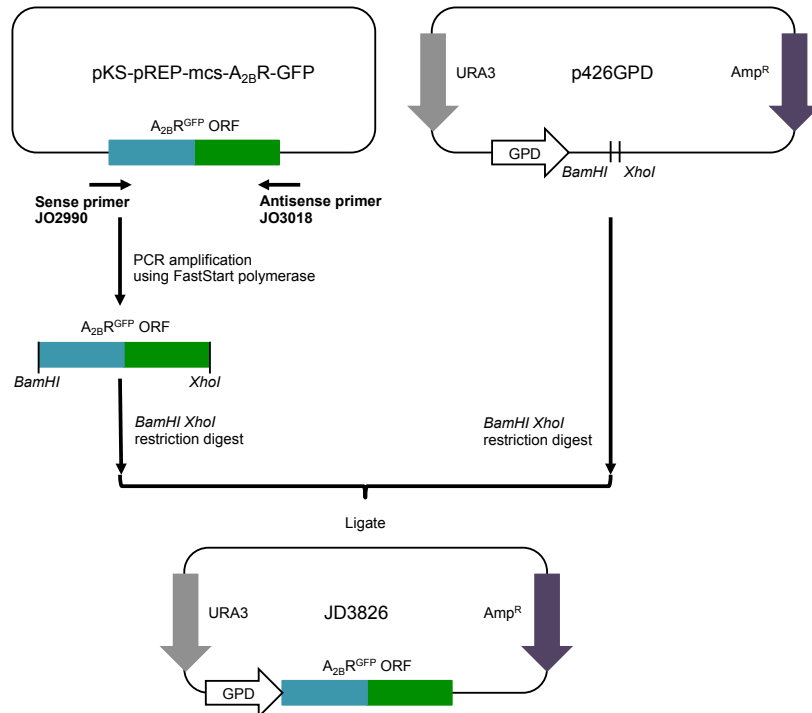 pKS-pREP-mcs-A2BR-GFP
A2BRGFP ORF
Sense primer
JO2990
Antisense primer
JO3018
URA3
p426GPD
AmpR
GPD
BamHI
XhoI
PCR amplification
using FastStart polymerase
A2BRGFP ORF
BamHI
XhoI
BamHI XhoI
restriction digest
BamHI XhoI
restriction digest
Ligate
URA3
JD3826
AmpR
A2BRGFP ORF
GPD